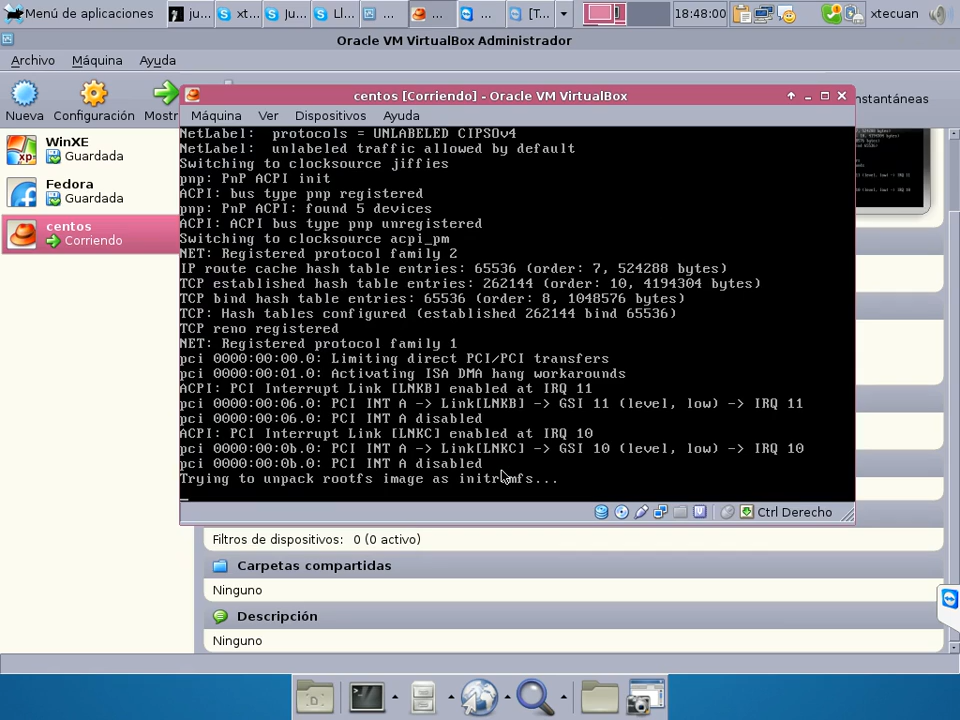 Menú de aplicaciones
ju...
xt...
Ju...
Ll...
...
...
...
[T...
18:48:00
xtecuan
Oracle VM VirtualBox Administrador
Archivo Máquina Ayuda
Nueva Configuración Mostr
nstantáneas
WinXE
Guardada
Fedora
Guardada
centos
Corriendo
centos [Corriendo] - Oracle VM VirtualBox
Máquina Ver Dispositivos Ayuda
NetLabel:  protocols = UNLABELED CIPSOv4
NetLabel:  unlabeled traffic allowed by default
Switching to clocksource jiffies
pnp: PnP ACPI init
ACPI: bus type pnp registered
pnp: PnP ACPI: found 5 devices
ACPI: ACPI bus type pnp unregistered
Switching to clocksource acpi_pm
NET: Registered protocol family 2
IP route cache hash table entries: 65536 (order: 7, 524288 bytes)
TCP established hash table entries: 262144 (order: 10, 4194304 bytes)
TCP bind hash table entries: 65536 (order: 8, 1048576 bytes)
TCP: Hash tables configured (established 262144 bind 65536)
TCP reno registered
NET: Registered protocol family 1
pci 0000:00:00.0: Limiting direct PCI/PCI transfers
pci 0000:00:01.0: Activating ISA DMA hang workarounds
ACPI: PCI Interrupt Link [LNKB] enabled at IRQ 11
pci 0000:00:06.0: PCI INT A -> Link[LNKB] -> GSI 11 (level, low) -> IRQ 11
pci 0000:00:06.0: PCI INT A disabled
ACPI: PCI Interrupt Link [LNKC] enabled at IRQ 10
pci 0000:00:0b.0: PCI INT A -> Link[LNKC] -> GSI 10 (level, low) -> IRQ 10
pci 0000:00:0b.0: PCI INT A disabled
Trying to unpack rootfs image as initramfs...
Ctrl Derecho
Filtros de dispositivos: 0 (0 activo)
Carpetas compartidas
Ninguno
Descripción
Ninguno